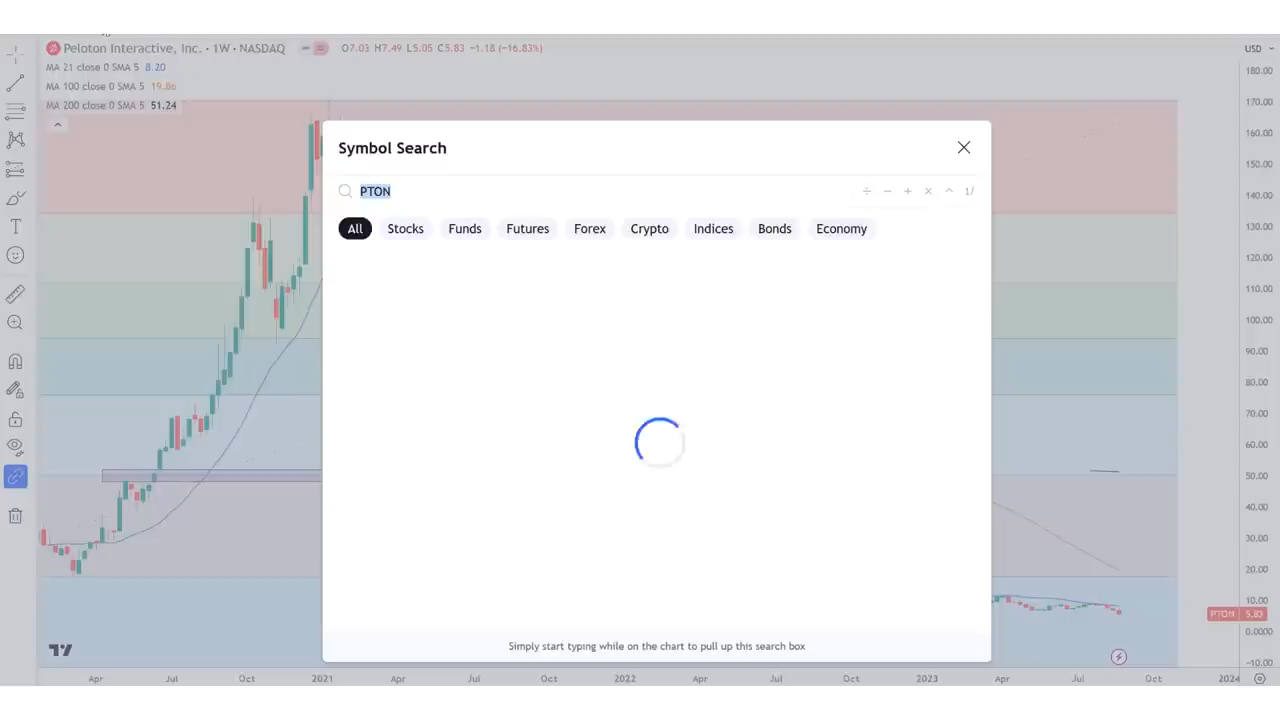 Peloton Interactive, Inc. · 1W · NASDAQ O7.03 H7.49 L5.05 C5.83 −1.18 (−16.83%)
USD
MA 21 close 0 SMA 5 8.20
MA 100 close 0 SMA 5 19.86
MA 200 close 0 SMA 5 51.24
Symbol Search
PTON
÷ − + × ^ 1/
All Stocks Funds Futures Forex Crypto Indices Bonds Economy
Simply start typing while on the chart to pull up this search box
180.00
170.00
160.00
150.00
140.00
130.00
120.00
110.00
100.00
90.00
80.00
70.00
60.00
50.00
40.00
30.00
20.00
10.00
PTON 5.83
0.0000
−10.00
Apr Jul Oct 2021 Apr Jul Oct 2022 Apr Jul Oct 2023 Apr Jul Oct 2024